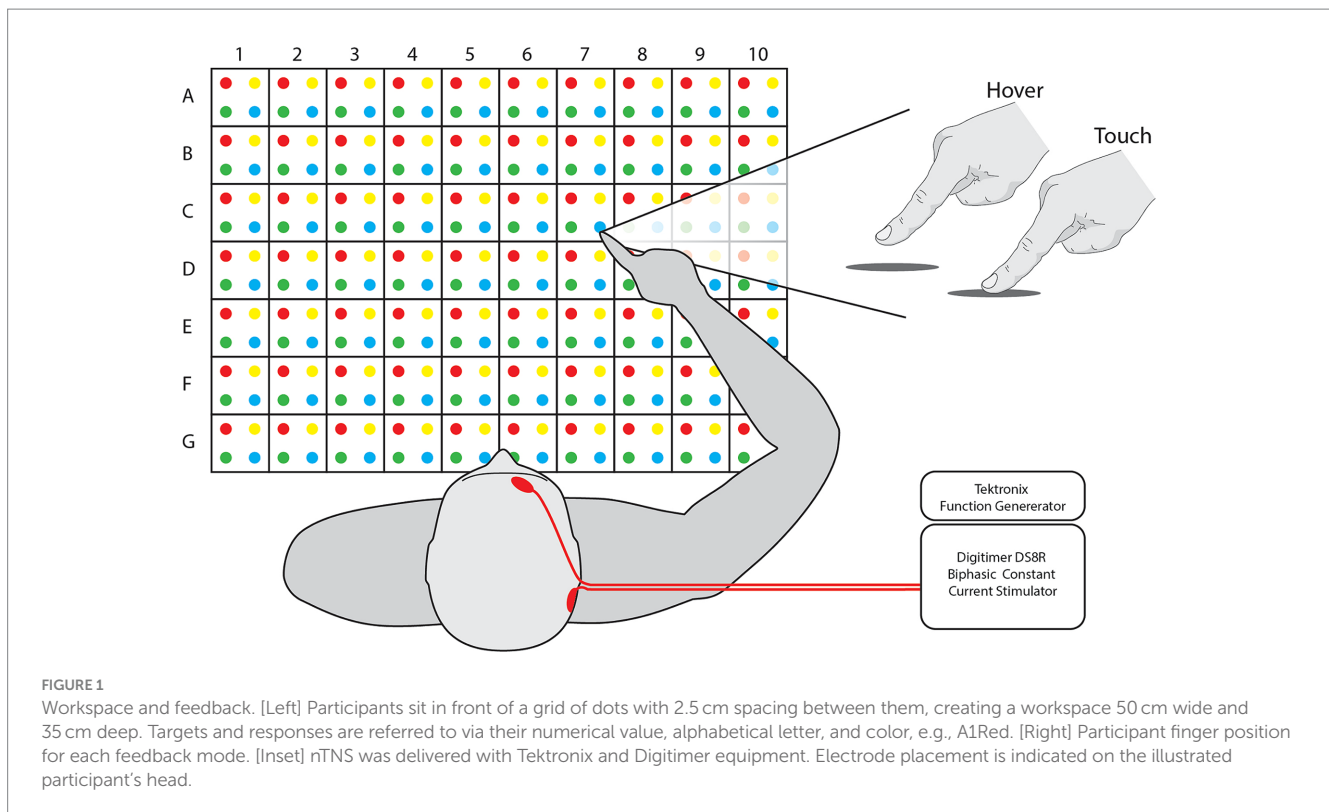 1 2 3 4 5 6 7 8 9 10
A
B
C
D
E
F
G
Hover
Touch
Tektronix
Function Genererator
Digitimer DS8R
Biphasic Constant
Current Stimulator
FIGURE 1
Workspace and feedback. [Left] Participants sit in front of a grid of dots with 2.5 cm spacing between them, creating a workspace 50 cm wide and
35 cm deep. Targets and responses are referred to via their numerical value, alphabetical letter, and color, e.g., A1Red. [Right] Participant finger position
for each feedback mode. [Inset] nTNS was delivered with Tektronix and Digitimer equipment. Electrode placement is indicated on the illustrated
participant's head.